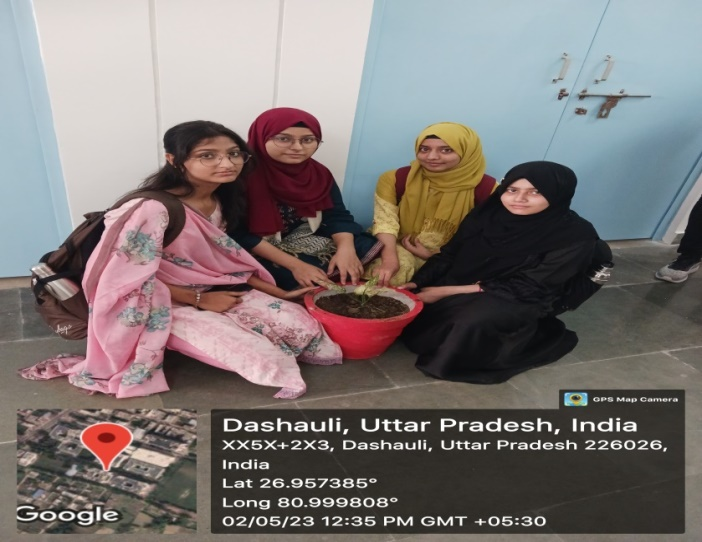 GPS Map Camera
Dashauli, Uttar Pradesh, India
XX5X+2X3, Dashauli, Uttar Pradesh 226026,
India
Lat 26.957385°
Long 80.999808°
02/05/23 12:35 PM GMT +05:30
Google